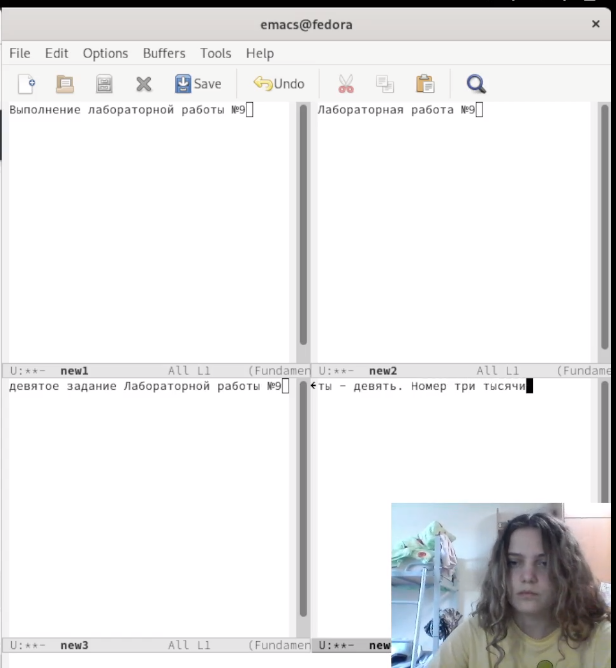 emacs@fedora
File Edit Options Buffers Tools Help
Save Undo
Выполнение лабораторной работы №9
Лабораторная работа №9
U:**- new1 All L1 (Fundamen
U:**- new2 All L1 (Fundame
девятое задание Лабораторной работы №9
ты - девять. Номер три тысячи
U:**- new3 All L1 (Fundamen
U:**- new